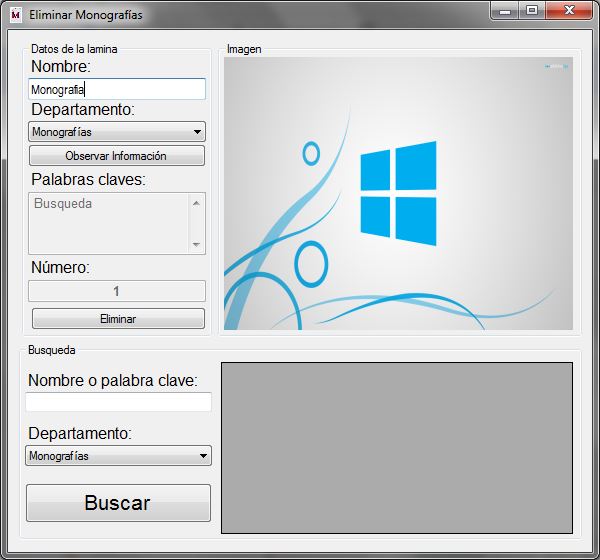 Eliminar Monografías
Datos de la lamina
Nombre:
Monografia
Departamento:
Monografías
Observar Información
Palabras claves:
Busqueda
Número:
1
Eliminar
Imagen
Busqueda
Nombre o palabra clave:
Departamento:
Monografías
Buscar